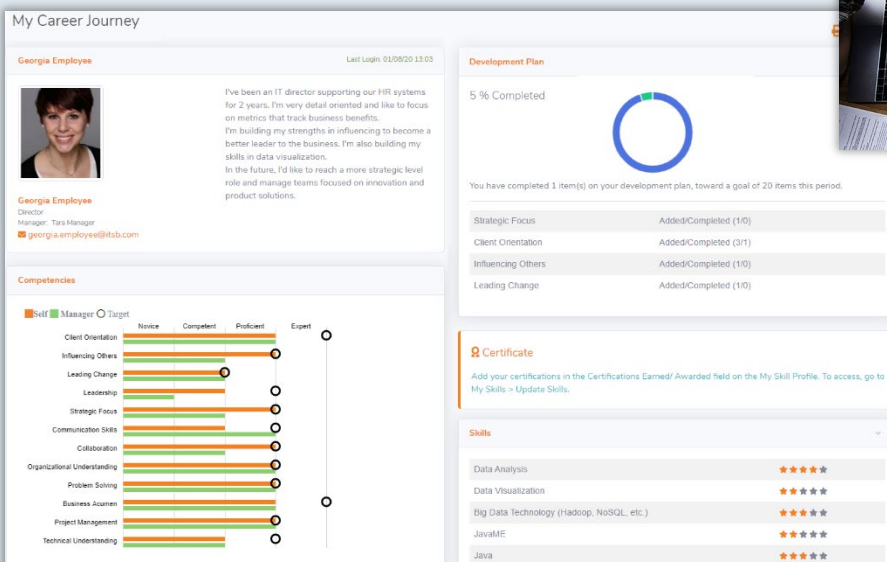 My Career Journey
Georgia Employee
Last Login: 01/08/20 13:03
I've been an IT director supporting our HR systems
for 2 years. I'm very detail oriented and like to focus
on metrics that track business benefits.
I'm building my strengths in influencing to become a
better leader to the business. I'm also building my
skills in data visualization.
In the future, I'd like to reach a more strategic level
role and manage teams focused on innovation and
product solutions.
Georgia Employee
Director
Manager: Tara Manager
georgia.employee@itsb.com
Competencies
Self Manager Target
Novice Competent Proficient Expert
Client Orientation
Influencing Others
Leading Change
Leadership
Strategic Focus
Communication Skills
Collaboration
Organizational Understanding
Problem Solving
Business Acumen
Project Management
Technical Understanding
Development Plan
5 % Completed
You have completed 1 item(s) on your development plan, toward a goal of 20 items this period.
Strategic Focus Added/Completed (1/0)
Client Orientation Added/Completed (3/1)
Influencing Others Added/Completed (1/0)
Leading Change Added/Completed (1/0)
Certificate
Add your certifications in the Certifications Earned/ Awarded field on the My Skill Profile. To access, go to
My Skills > Update Skills.
Skills
Data Analysis
Data Visualization
Big Data Technology (Hadoop, NoSQL, etc.)
JavaME
Java